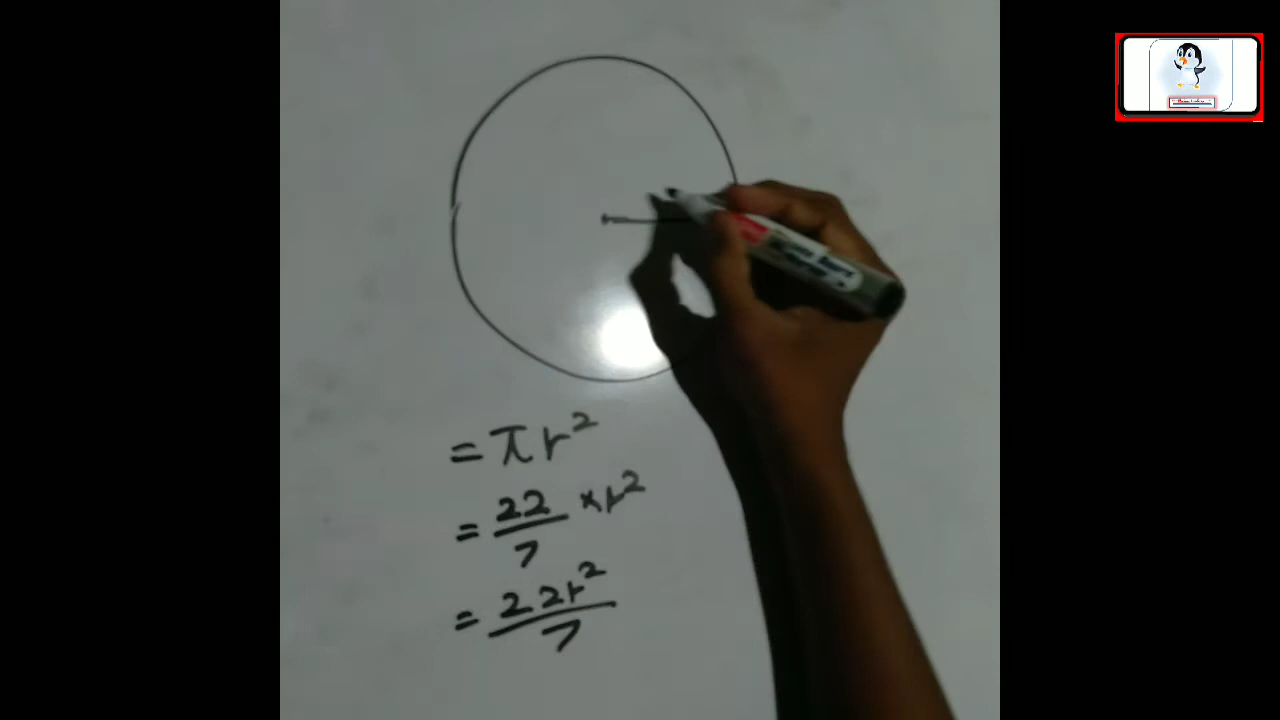 = πr²
= 22/7 × r²
= 22r²/7